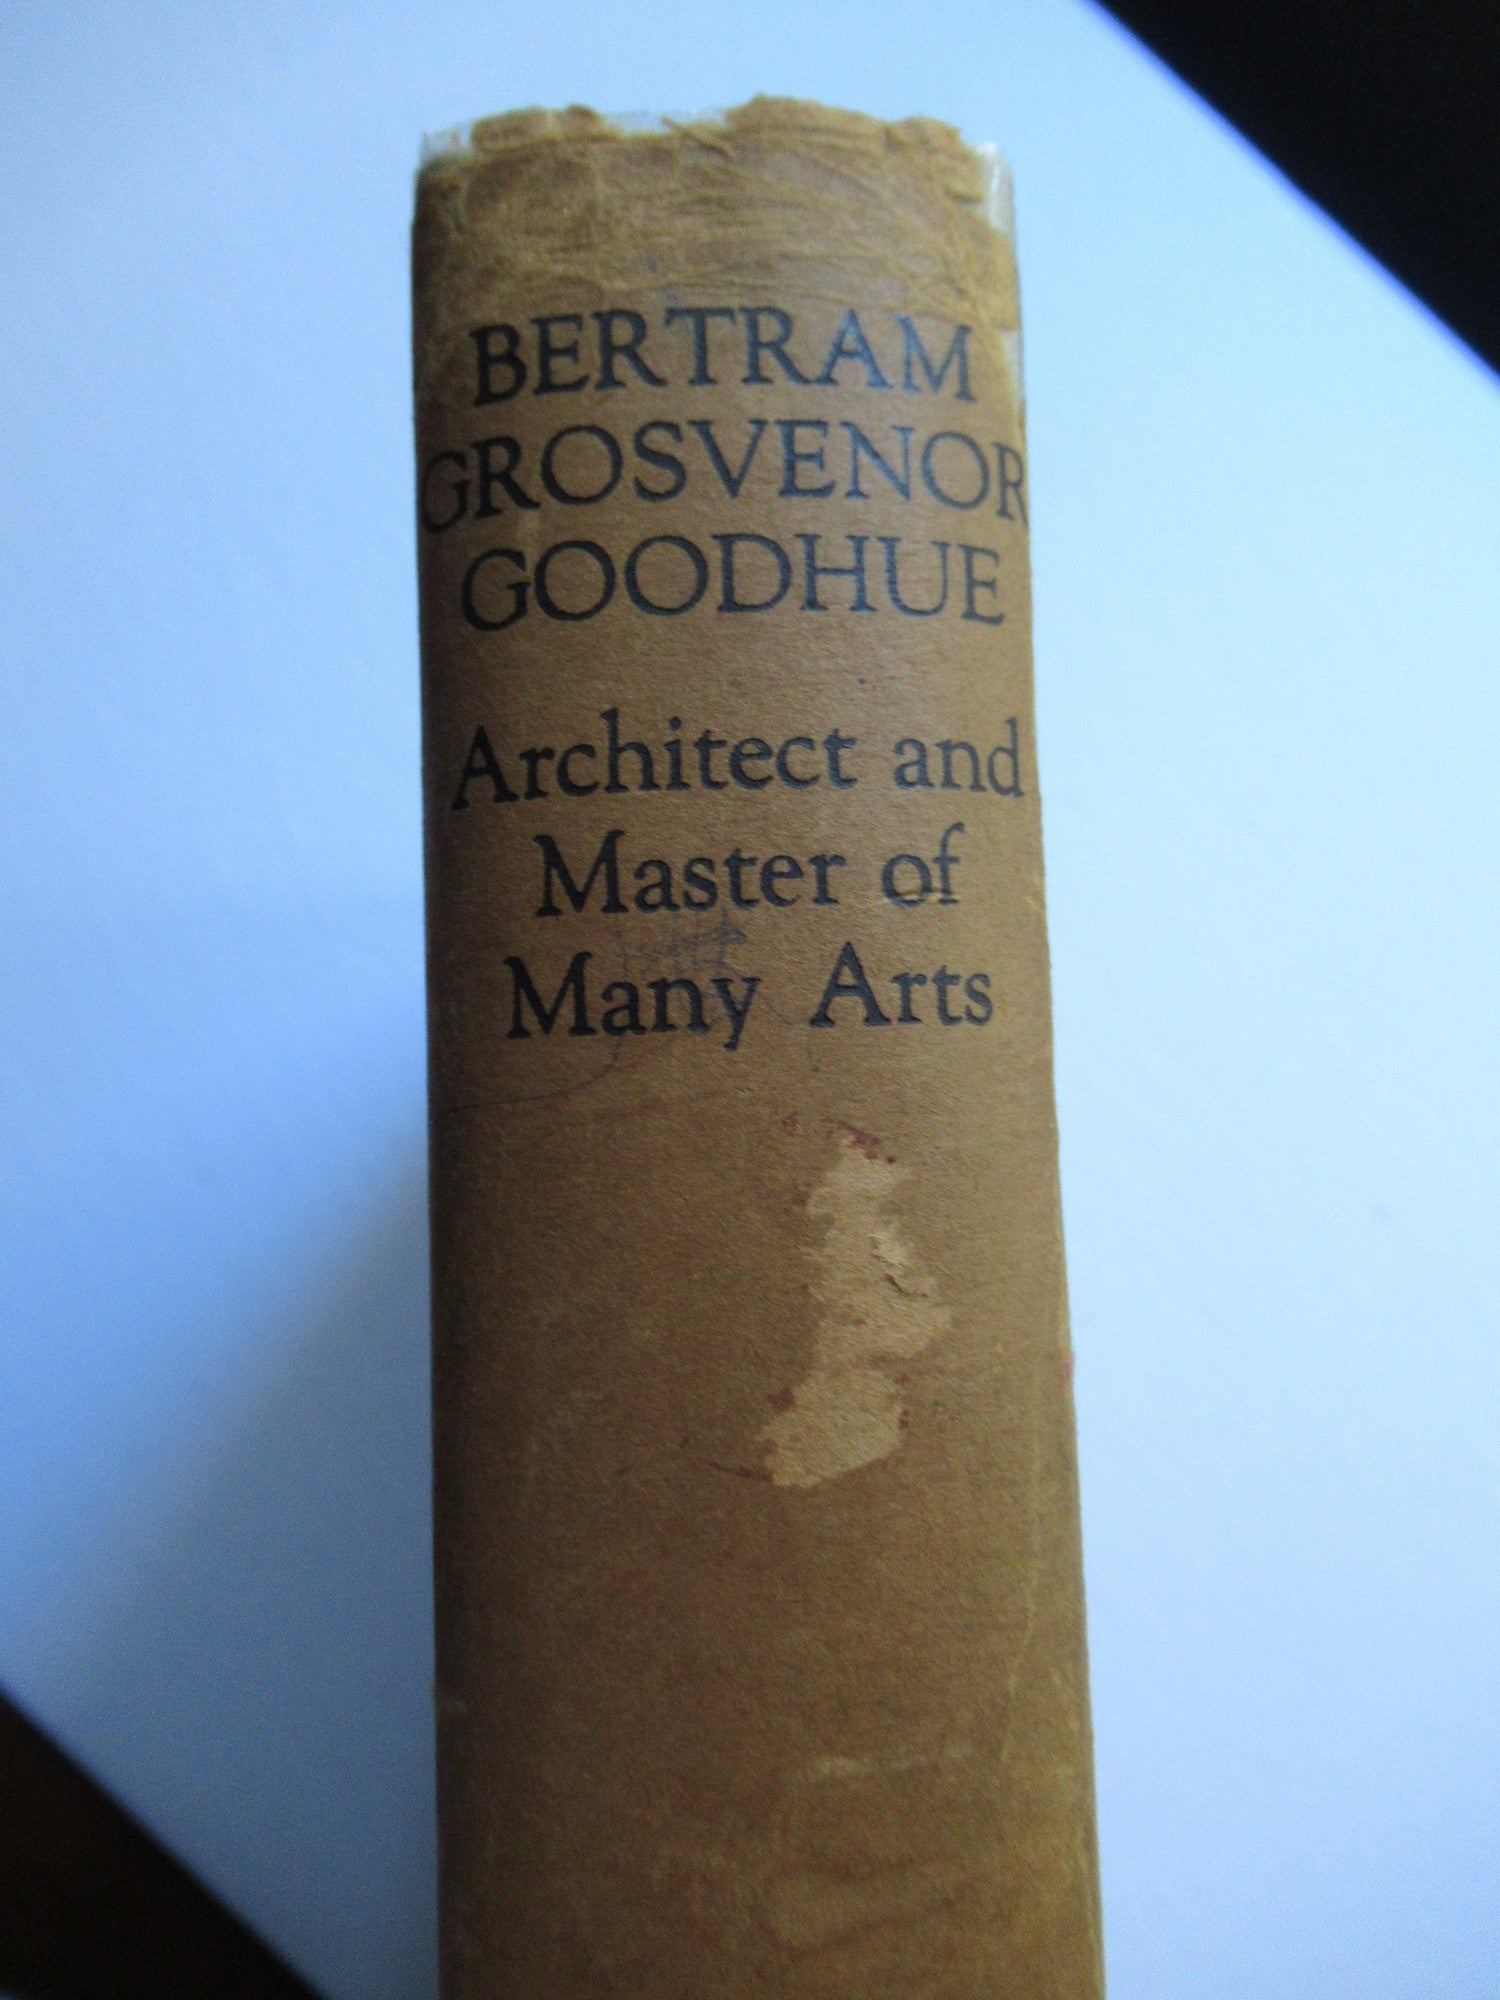 BERTRAM
GROSVENOR
GOODHUE
Architect and
Master of
Many Arts